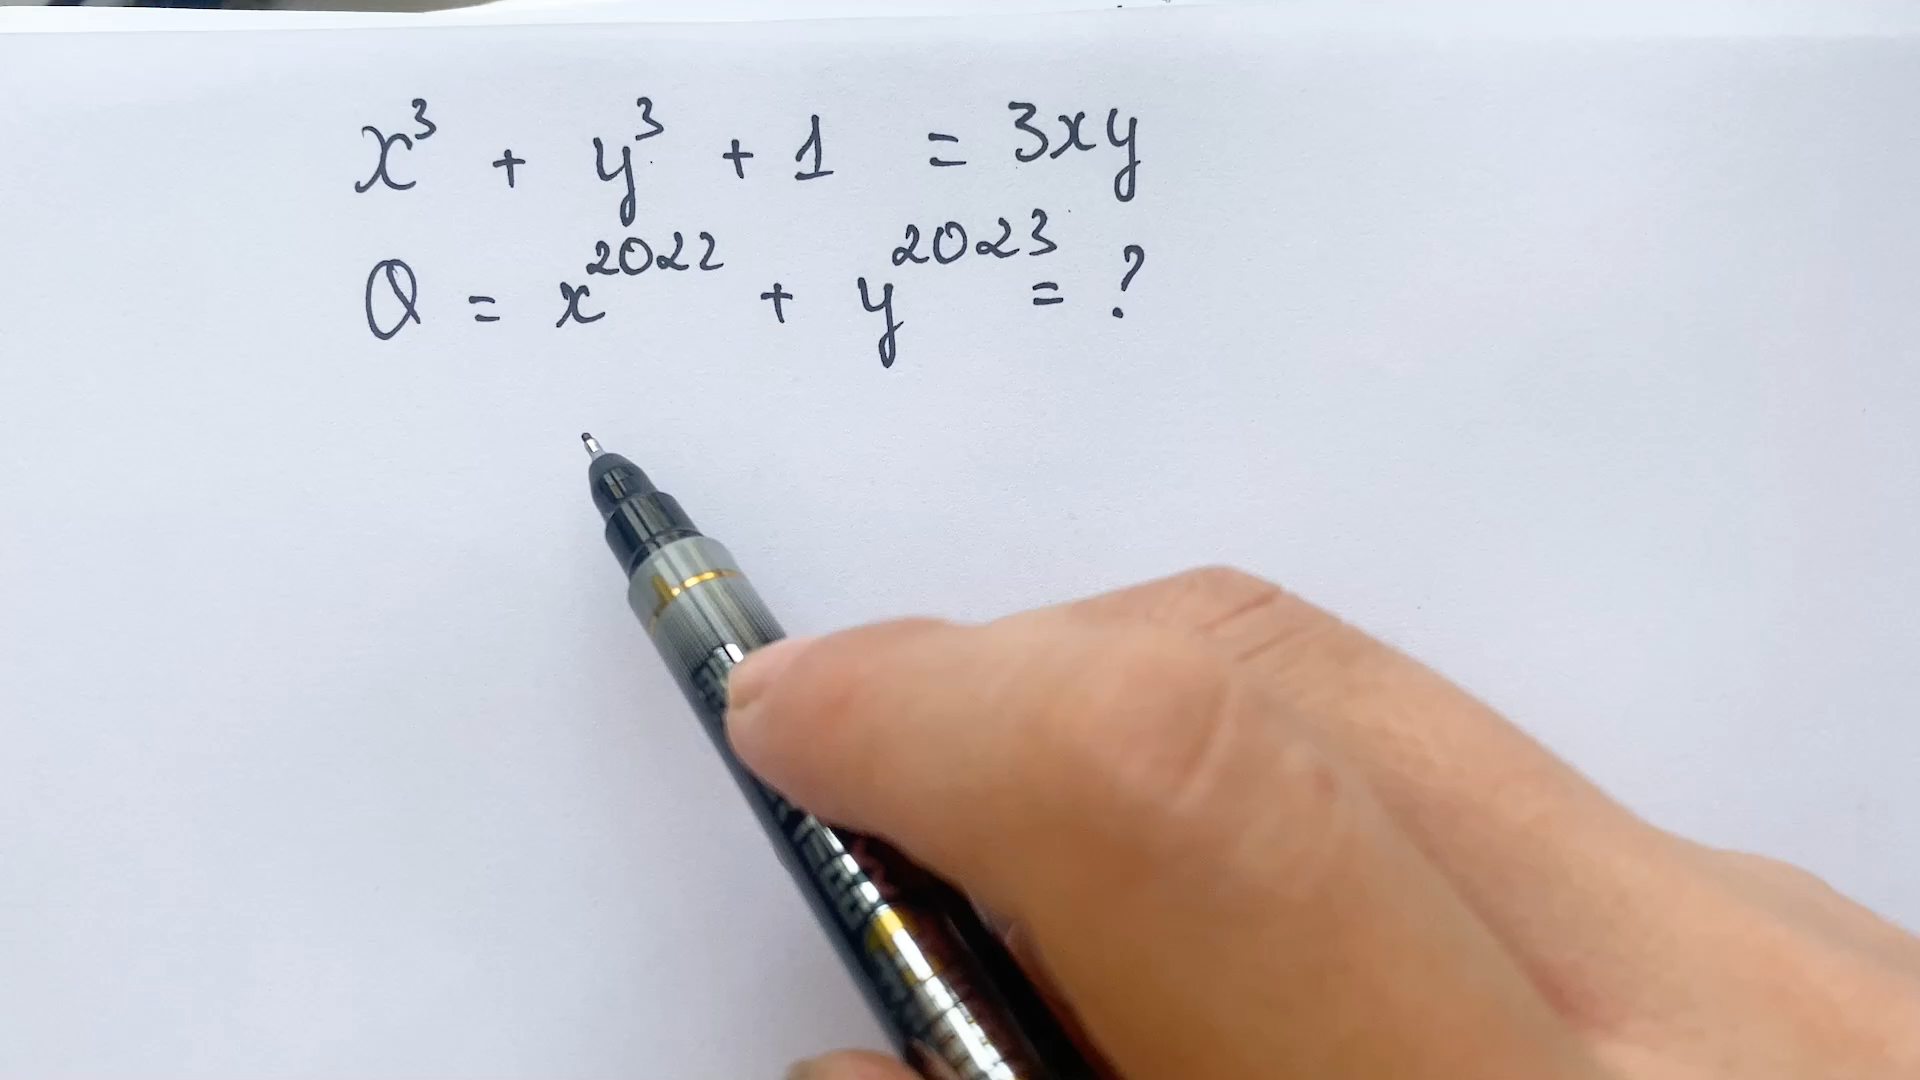 x³ + y³ + 1 = 3xy
Q = x²⁰²² + y²⁰²³ = ?